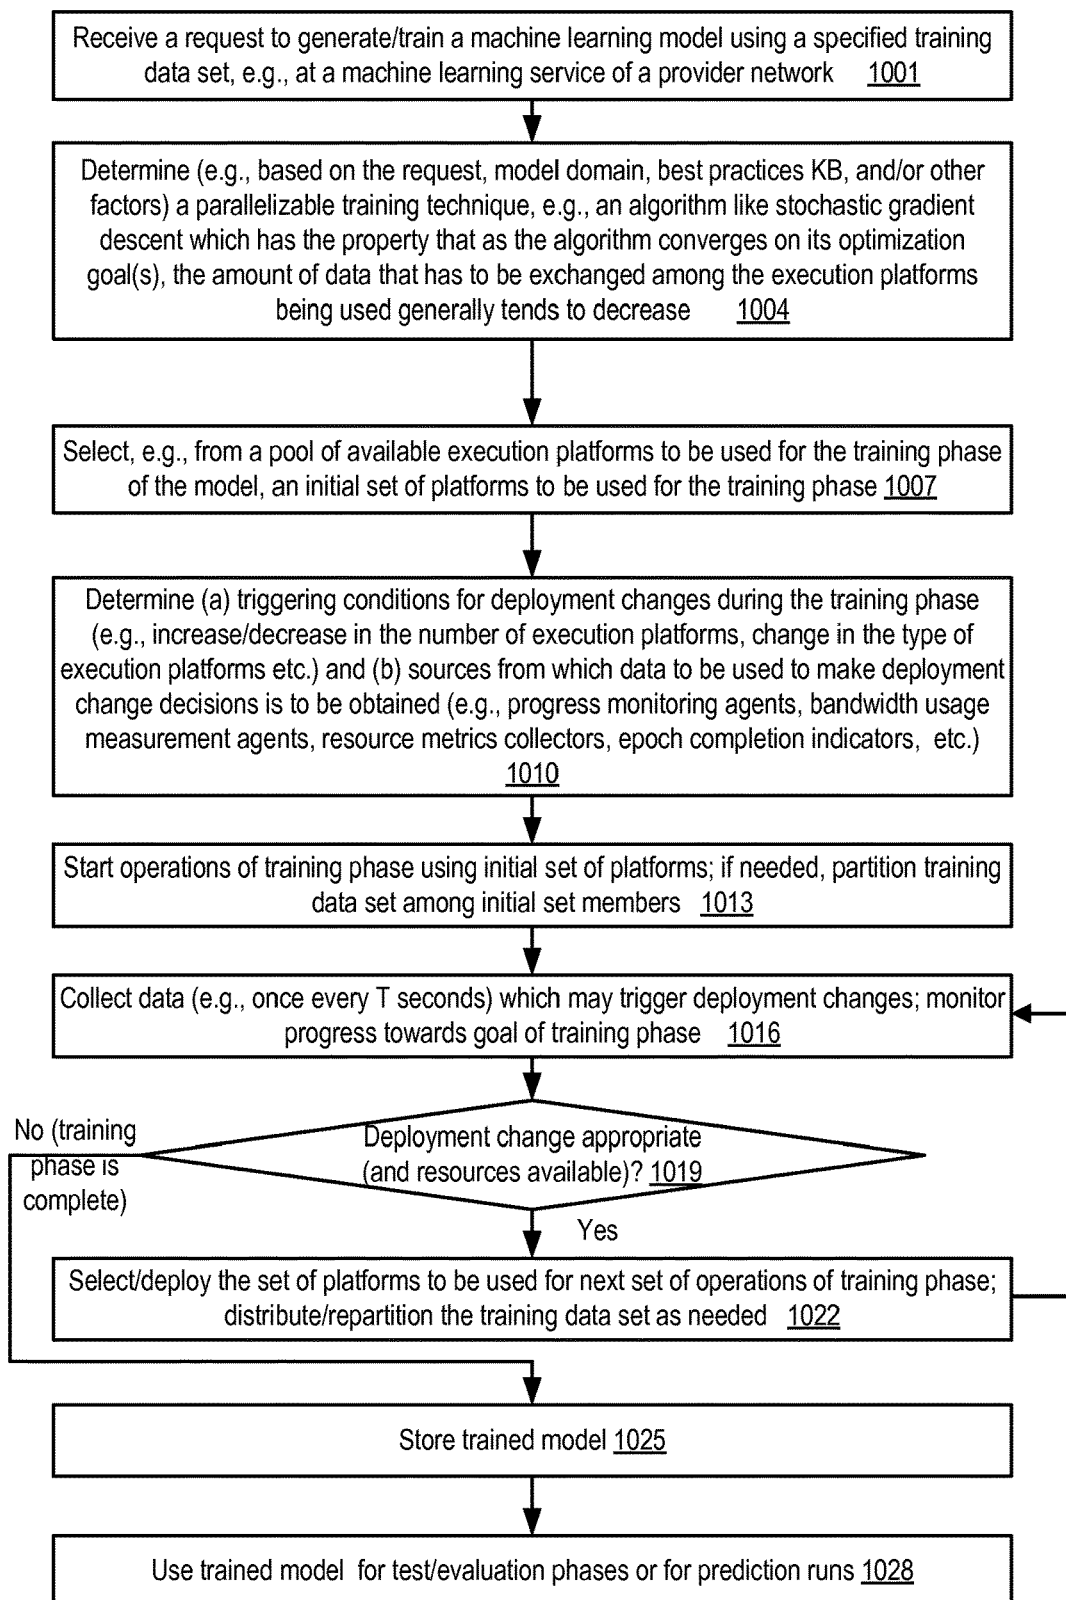 Receive a request to generate/train a machine learning model using a specified training
data set, e.g., at a machine learning service of a provider network 1001
Determine (e.g., based on the request, model domain, best practices KB, and/or other
factors) a parallelizable training technique, e.g., an algorithm like stochastic gradient
descent which has the property that as the algorithm converges on its optimization
goal(s), the amount of data that has to be exchanged among the execution platforms
being used generally tends to decrease 1004
Select, e.g., from a pool of available execution platforms to be used for the training phase
of the model, an initial set of platforms to be used for the training phase 1007
Determine (a) triggering conditions for deployment changes during the training phase
(e.g., increase/decrease in the number of execution platforms, change in the type of
execution platforms etc.) and (b) sources from which data to be used to make deployment
change decisions is to be obtained (e.g., progress monitoring agents, bandwidth usage
measurement agents, resource metrics collectors, epoch completion indicators, etc.)
1010
Start operations of training phase using initial set of platforms; if needed, partition training
data set among initial set members 1013
Collect data (e.g., once every T seconds) which may trigger deployment changes; monitor
progress towards goal of training phase 1016
No (training
phase is
complete)
Deployment change appropriate
(and resources available)? 1019
Yes
Select/deploy the set of platforms to be used for next set of operations of training phase;
distribute/repartition the training data set as needed 1022
Store trained model 1025
Use trained model for test/evaluation phases or for prediction runs 1028